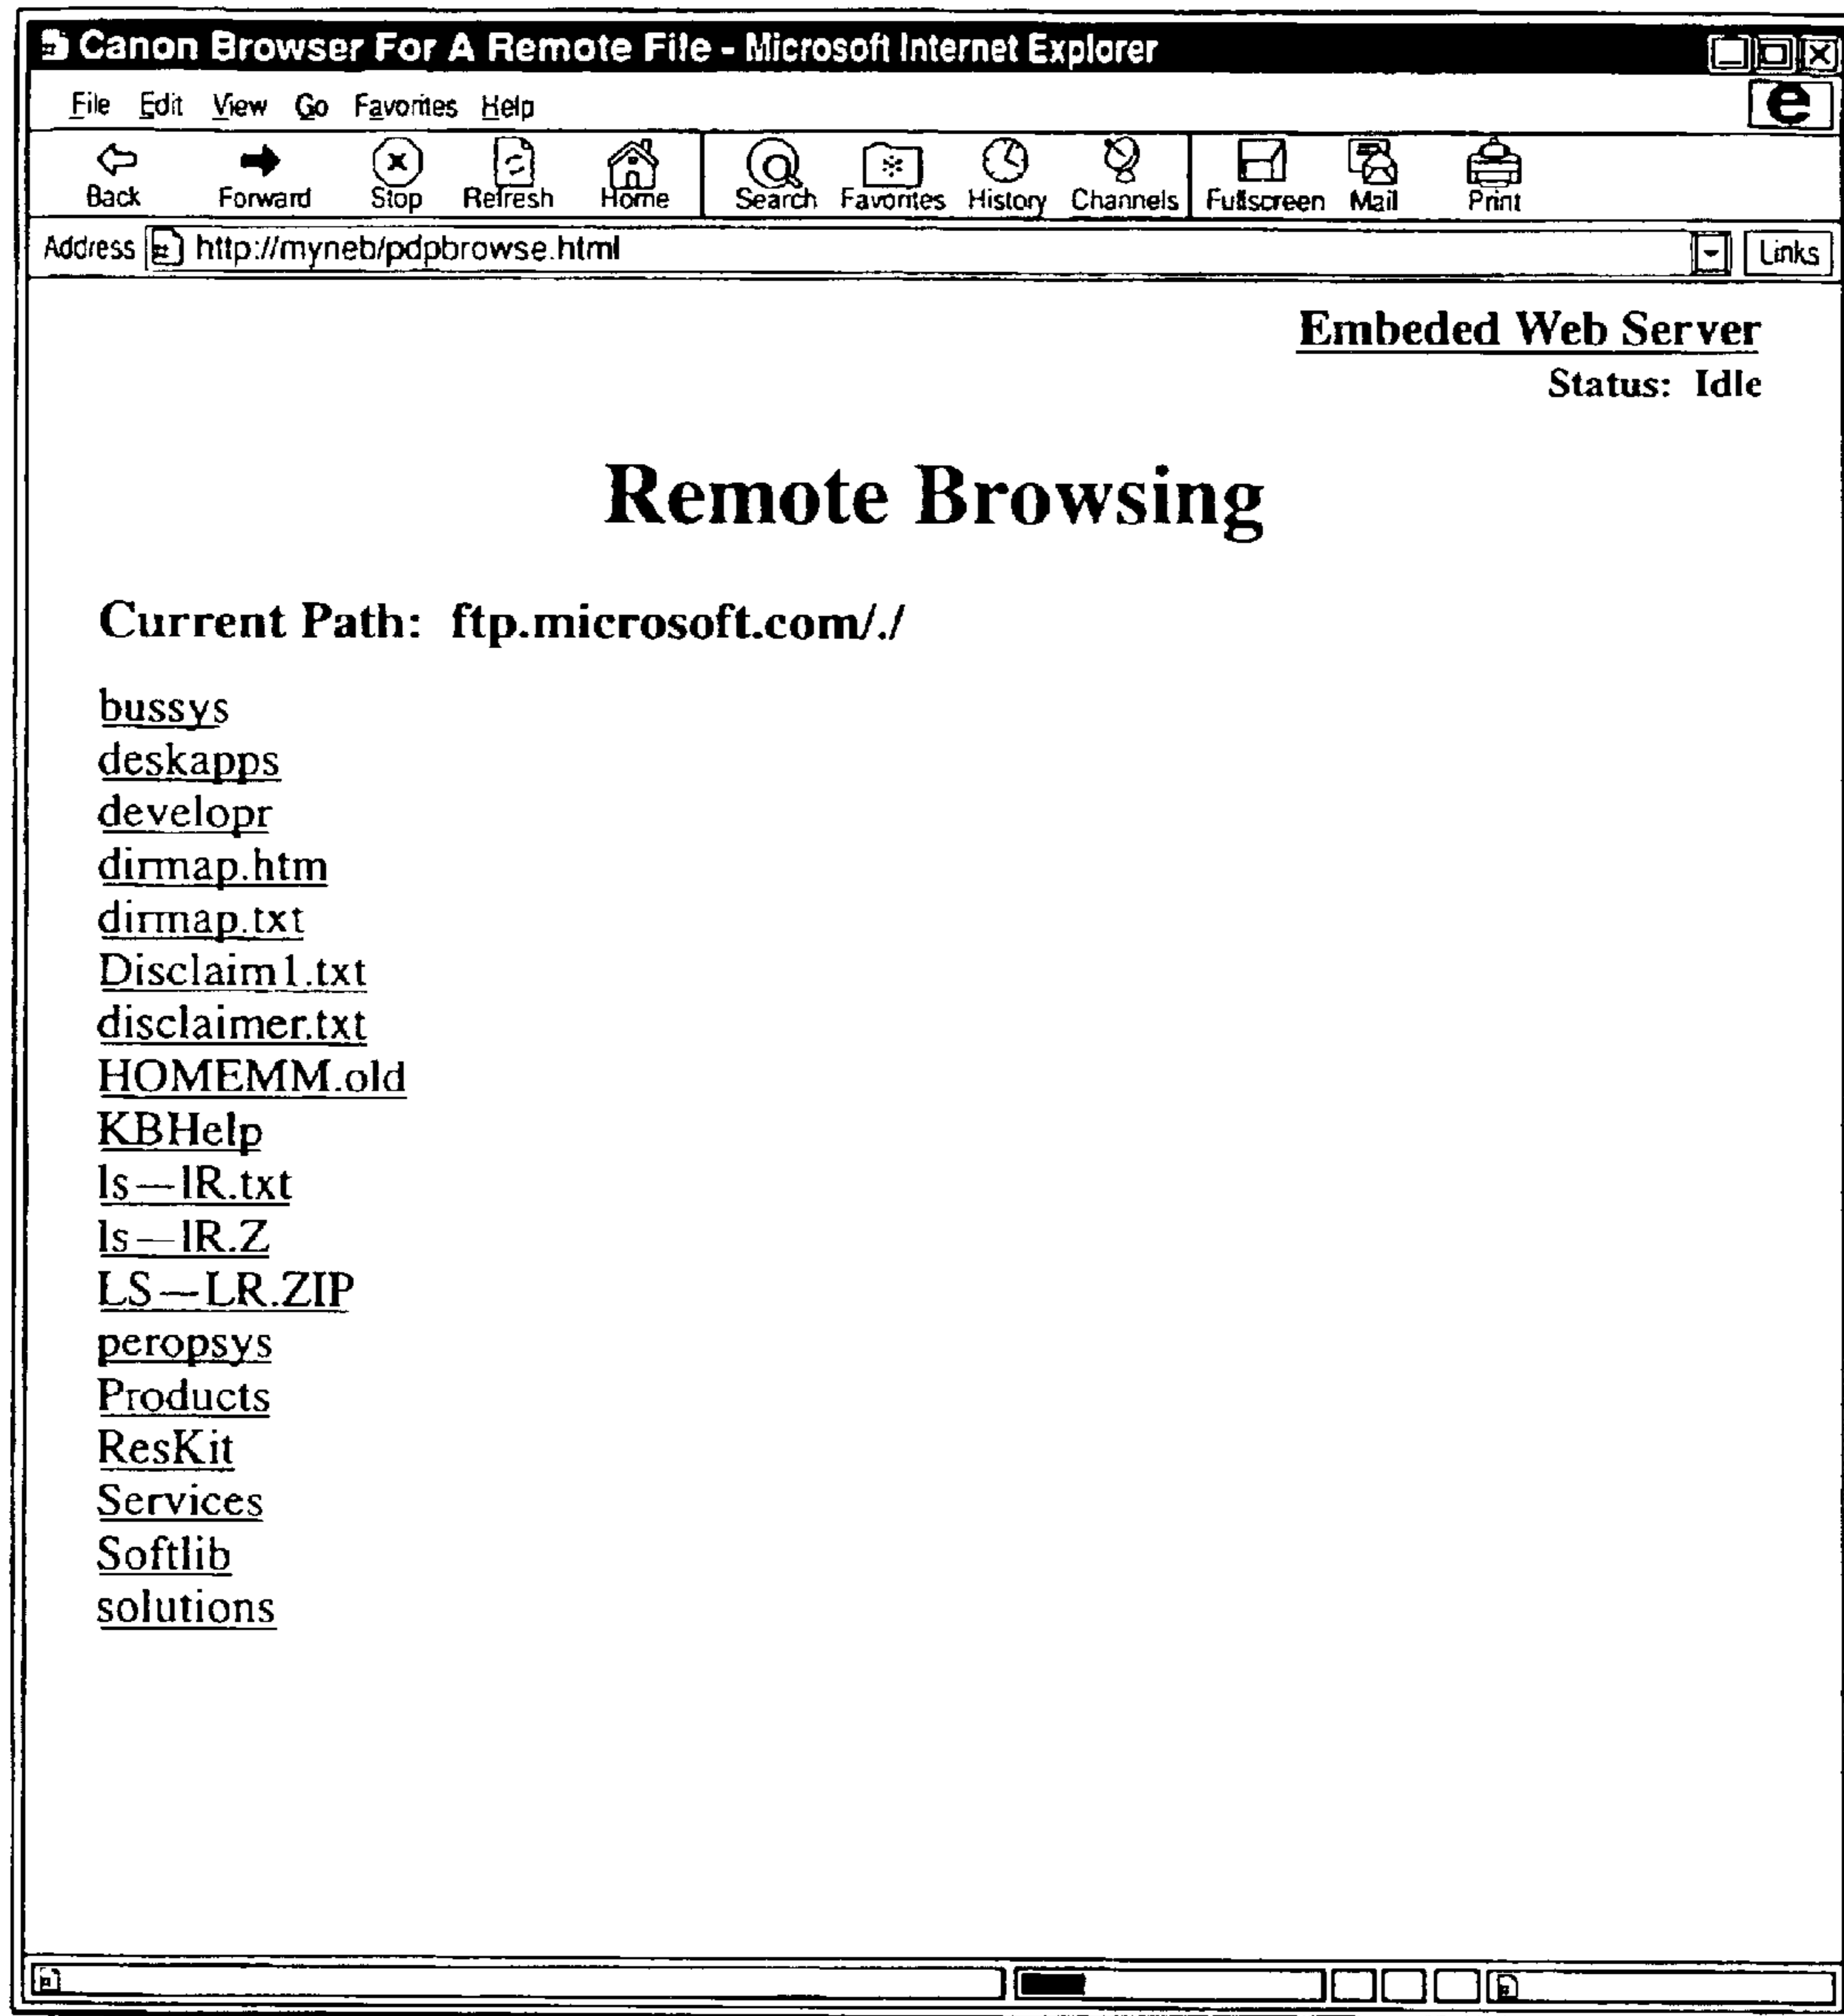 Canon Browser For A Remote File - Microsoft Internet Explorer
File Edit View Go Favorites Help
Back Forward Stop Refresh Home Search Favorites History Channels Fullscreen Mail Print
Address http://myneb/pdpbrowse.html Links
Embeded Web Server
Status: Idle
Remote Browsing
Current Path: ftp.microsoft.com/./
bussys
deskapps
developr
dirmap.htm
dirmap.txt
Disclaim1.txt
disclaimer.txt
HOMEMM.old
KBHelp
ls—lR.txt
ls—lR.Z
LS—LR.ZIP
peropsys
Products
ResKit
Services
Softlib
solutions